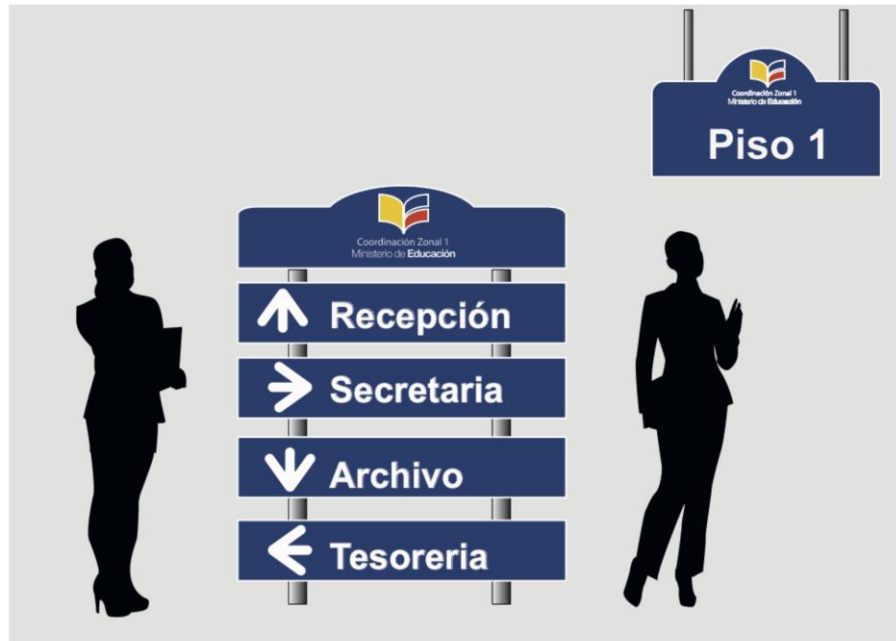 Coordinación Zonal 1
Ministerio de Educación
Piso 1
Coordinación Zonal 1
Ministerio de Educación
Recepción
Secretaria
Archivo
Tesoreria